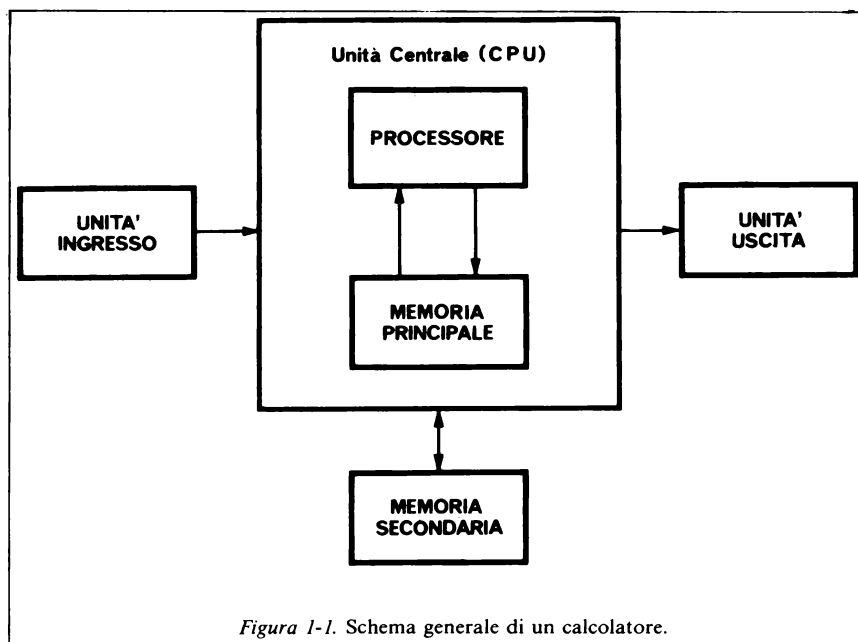 Unità Centrale (CPU)
PROCESSORE
UNITA'
INGRESSO
UNITA'
USCITA
MEMORIA
PRINCIPALE
MEMORIA
SECONDARIA
Figura 1-1. Schema generale di un calcolatore.